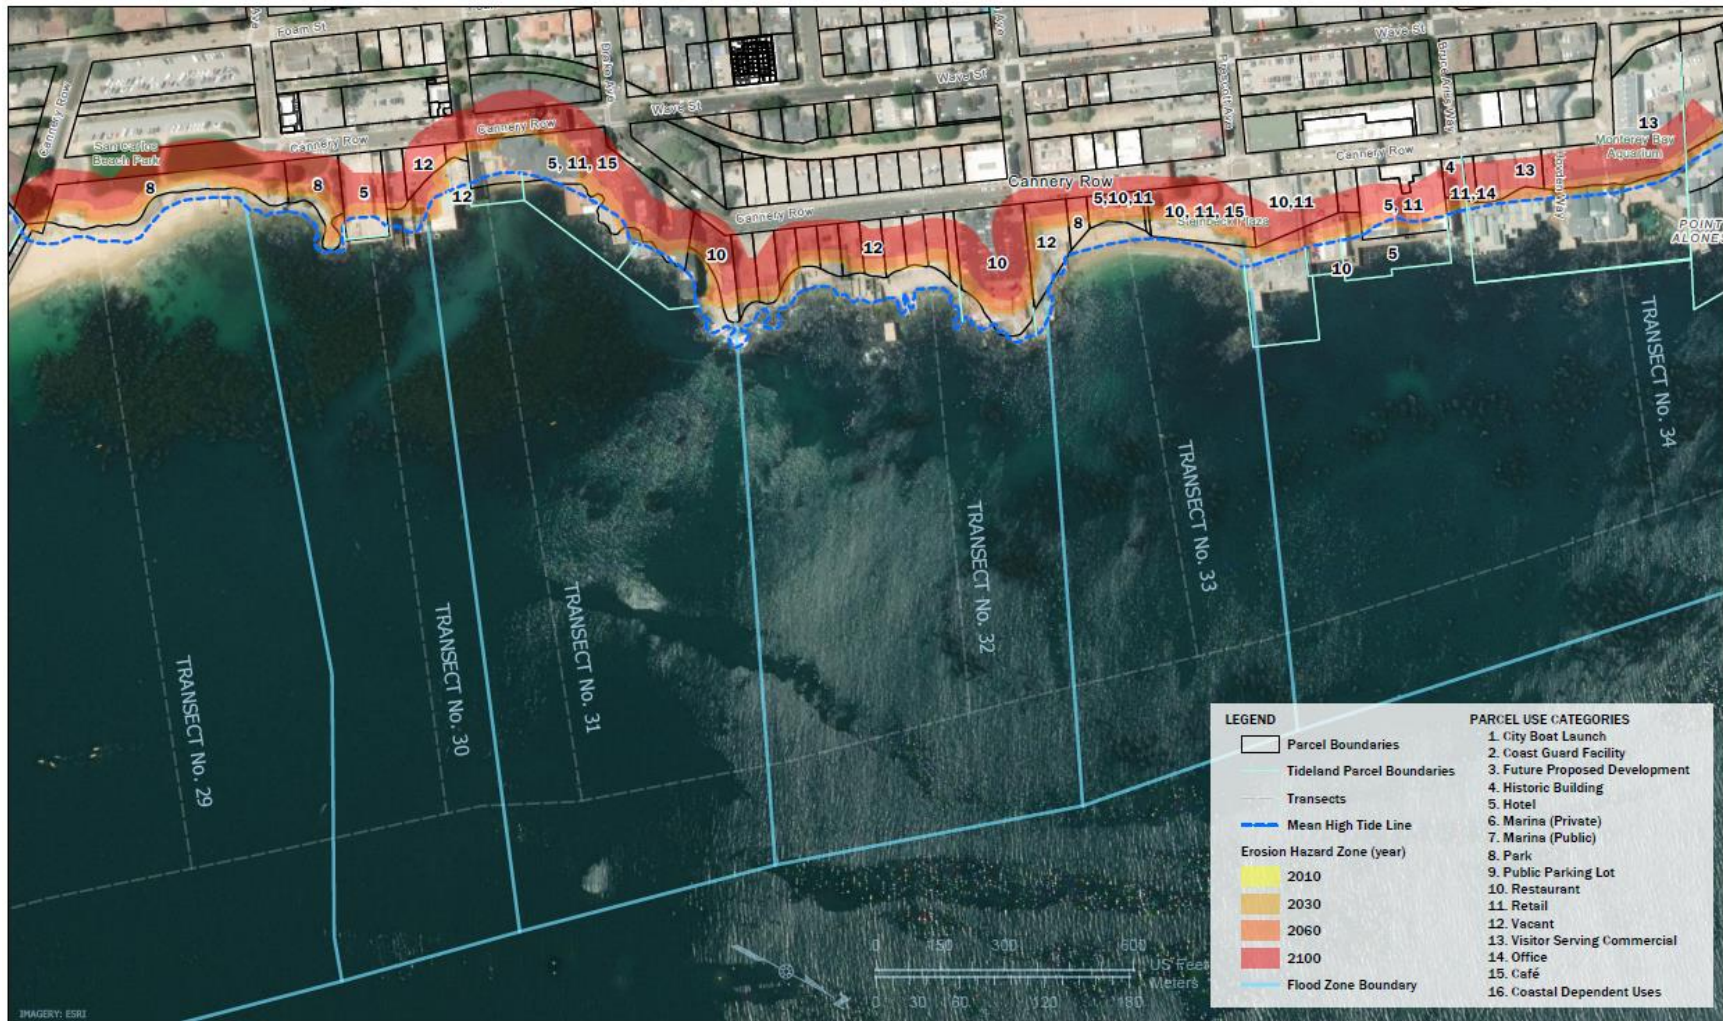 Foam St
Ave
Cannery Row
San Carlos
Beach Park
Cannery Row
Drake Ave
Wave St
Wave St
Cannery Row
Cannery Row
Cannery Row
Prescott Ave
Wave St
Bruce Ariss Way
Cannery Row
Hovden Way
Monterey Bay
Aquarium
Steinbeck Plaza
POINT
ALONES
8
8
5
12
12
5, 11, 15
10
12
10
12
8
5,10,11
10, 11, 15
10,11
5, 11
10
5
4
11,14
13
13
TRANSECT No. 29
TRANSECT No. 30
TRANSECT No. 31
TRANSECT No. 32
TRANSECT No. 33
TRANSECT No. 34
0 150 300 600
US Feet
Meters
0 30 60 120 180
IMAGERY: ESRI
LEGEND
Parcel Boundaries
Tideland Parcel Boundaries
Transects
Mean High Tide Line
Erosion Hazard Zone (year)
2010
2030
2060
2100
Flood Zone Boundary
PARCEL USE CATEGORIES
1. City Boat Launch
2. Coast Guard Facility
3. Future Proposed Development
4. Historic Building
5. Hotel
6. Marina (Private)
7. Marina (Public)
8. Park
9. Public Parking Lot
10. Restaurant
11. Retail
12. Vacant
13. Visitor Serving Commercial
14. Office
15. Café
16. Coastal Dependent Uses